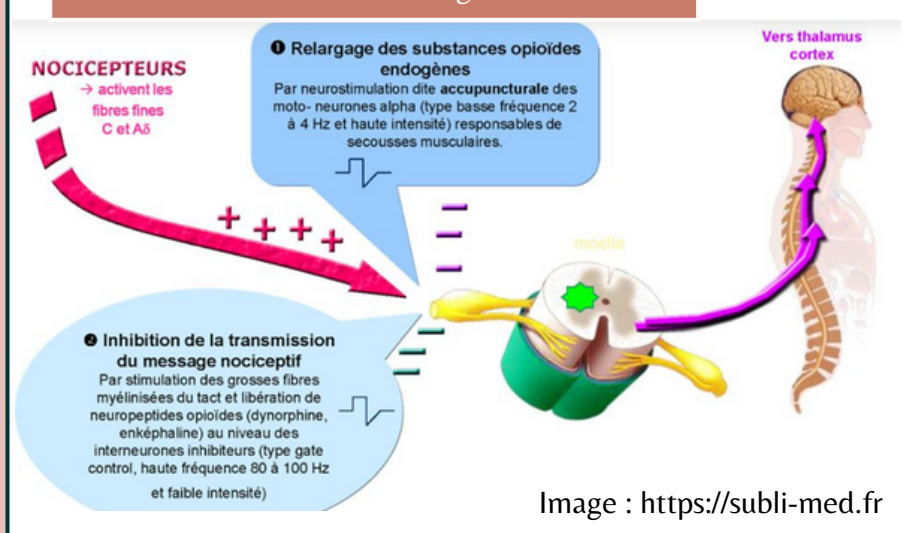 NOCICEPTEURS
→ activent les
fibres fines
C et Aδ
❶ Relargage des substances opioïdes
endogènes
Par neurostimulation dite accupuncturale des
moto- neurones alpha (type basse fréquence 2
à 4 Hz et haute intensité) responsables de
secousses musculaires.
Vers thalamus
cortex
+ + + +
moelle
❷ Inhibition de la transmission
du message nociceptif
Par stimulation des grosses fibres
myélinisées du tact et libération de
neuropeptides opioïdes (dynorphine,
enképhaline) au niveau des
interneurones inhibiteurs (type gate
control, haute fréquence 80 à 100 Hz
et faible intensité)
Image : https://subli-med.fr